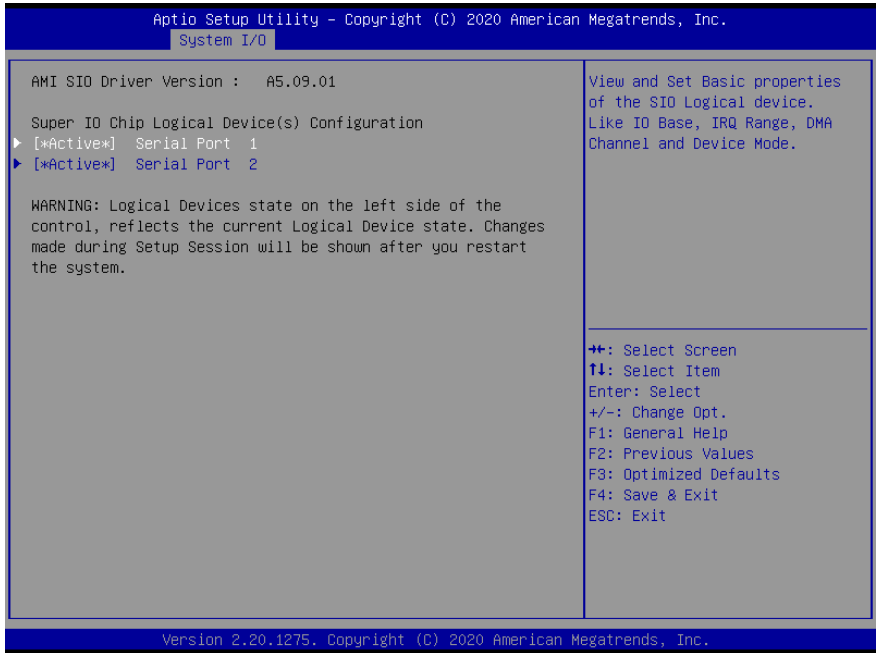 Aptio Setup Utility – Copyright (C) 2020 American Megatrends, Inc.
System I/O
AMI SIO Driver Version :   A5.09.01
Super IO Chip Logical Device(s) Configuration
[*Active*]  Serial Port  1
[*Active*]  Serial Port  2
WARNING: Logical Devices state on the left side of the
control, reflects the current Logical Device state. Changes
made during Setup Session will be shown after you restart
the system.
View and Set Basic properties
of the SIO Logical device.
Like IO Base, IRQ Range, DMA
Channel and Device Mode.
→←: Select Screen
↑↓: Select Item
Enter: Select
+/-: Change Opt.
F1: General Help
F2: Previous Values
F3: Optimized Defaults
F4: Save & Exit
ESC: Exit
Version 2.20.1275. Copyright (C) 2020 American Megatrends, Inc.